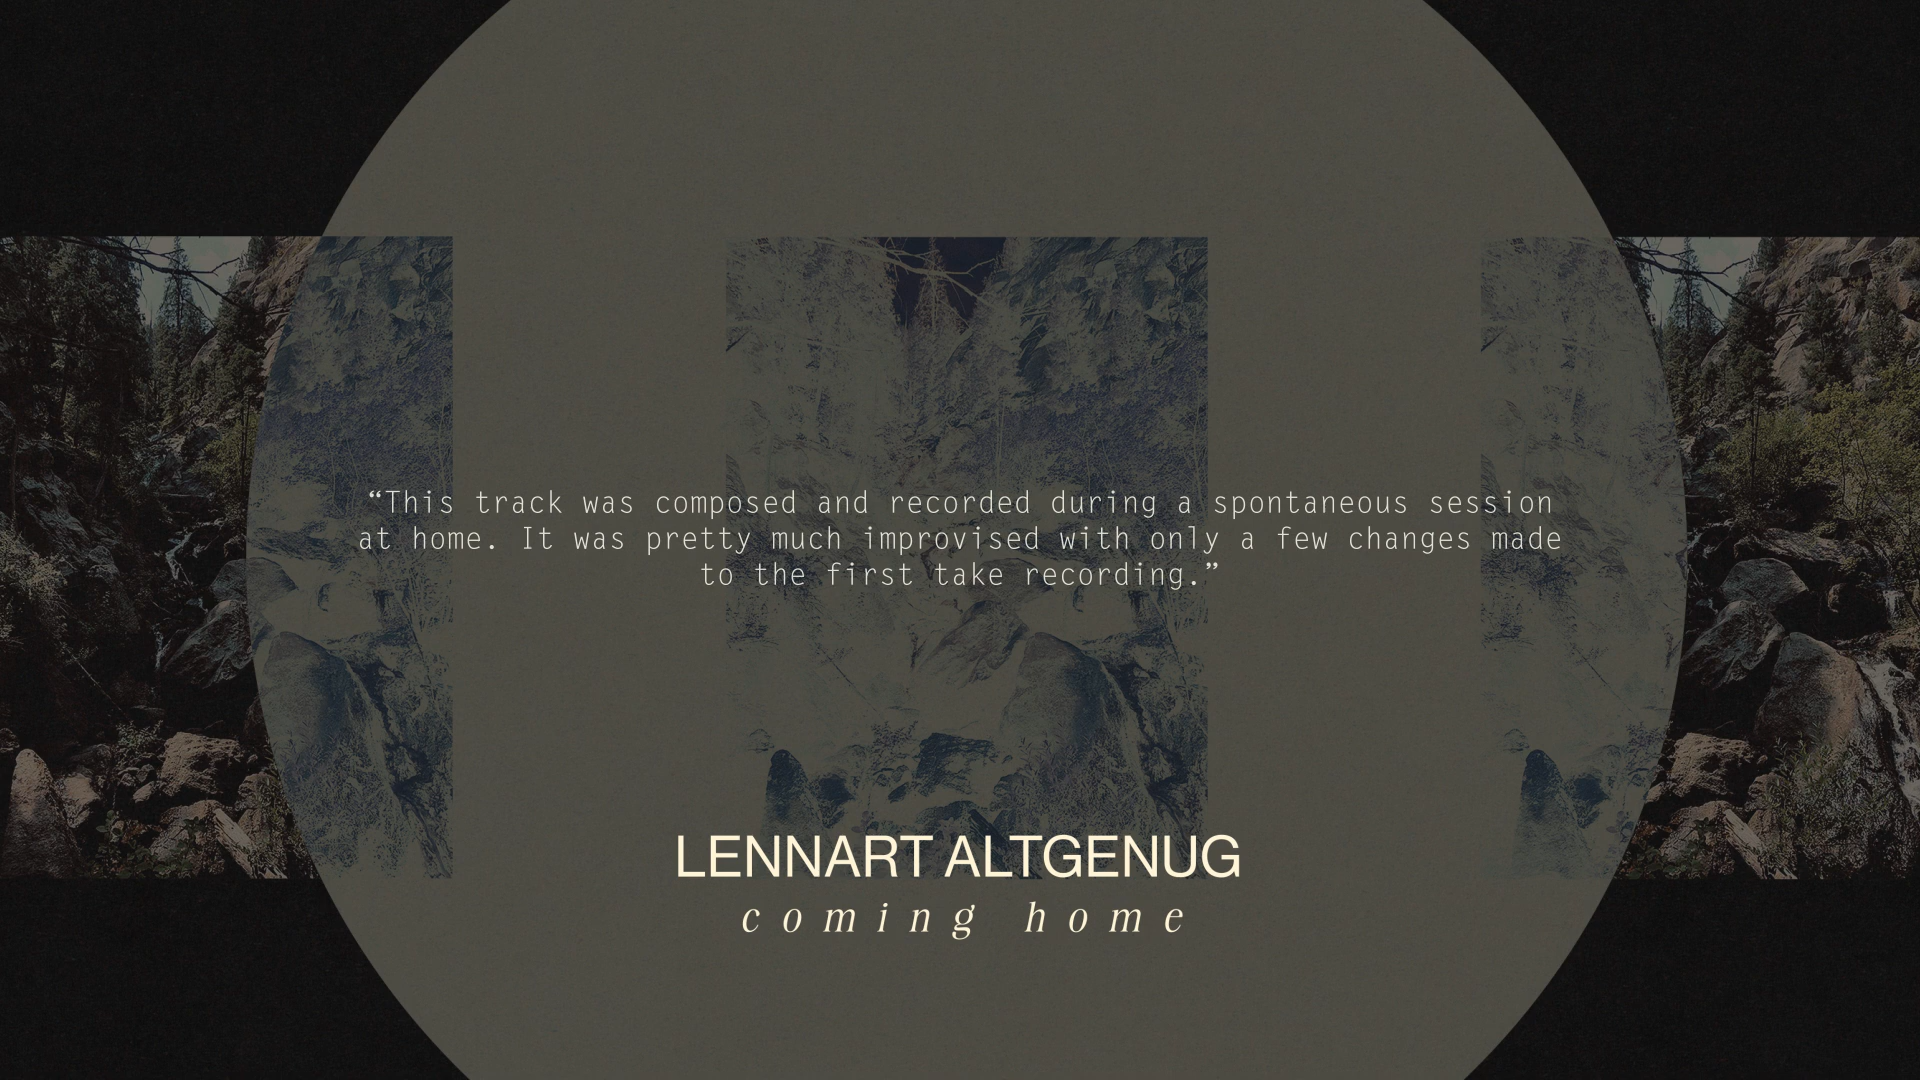 “This track was composed and recorded during a spontaneous session
at home. It was pretty much improvised with only a few changes made
to the first take recording.”
LENNART ALTGENUG
coming home